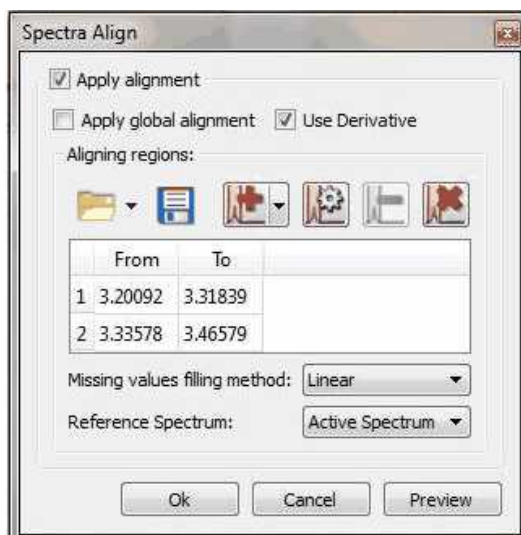 Spectra Align
Apply alignment
Apply global alignment Use Derivative
Aligning regions:
From To
1 3.20092 3.31839
2 3.33578 3.46579
Missing values filling method: Linear
Reference Spectrum: Active Spectrum
Ok Cancel Preview